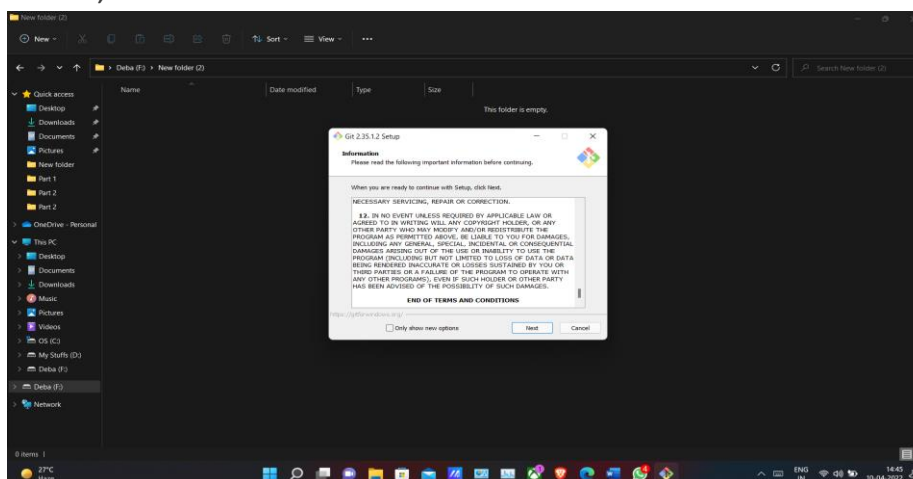 New folder (2)
New
Sort
View
Deba (F:) > New folder (2)
Search New folder (2)
Quick access
Desktop
Downloads
Documents
Pictures
New folder
Part 1
Part 2
Part 2
OneDrive - Personal
This PC
Desktop
Documents
Downloads
Music
Pictures
Videos
OS (C:)
My Stuffs (D:)
Deba (F:)
Deba (F:)
Network
Name
Date modified
Type
Size
This folder is empty.
Git 2.35.1.2 Setup
Information
Please read the following important information before continuing.
When you are ready to continue with Setup, click Next.
NECESSARY SERVICING, REPAIR OR CORRECTION.
12. IN NO EVENT UNLESS REQUIRED BY APPLICABLE LAW OR
AGREED TO IN WRITING WILL ANY COPYRIGHT HOLDER, OR ANY
OTHER PARTY WHO MAY MODIFY AND/OR REDISTRIBUTE THE
PROGRAM AS PERMITTED ABOVE, BE LIABLE TO YOU FOR DAMAGES,
INCLUDING ANY GENERAL, SPECIAL, INCIDENTAL OR CONSEQUENTIAL
DAMAGES ARISING OUT OF THE USE OR INABILITY TO USE THE
PROGRAM (INCLUDING BUT NOT LIMITED TO LOSS OF DATA OR DATA
BEING RENDERED INACCURATE OR LOSSES SUSTAINED BY YOU OR
THIRD PARTIES OR A FAILURE OF THE PROGRAM TO OPERATE WITH
ANY OTHER PROGRAMS), EVEN IF SUCH HOLDER OR OTHER PARTY
HAS BEEN ADVISED OF THE POSSIBILITY OF SUCH DAMAGES.
END OF TERMS AND CONDITIONS
https://gitforwindows.org/
Only show new options
Next
Cancel
0 items
27°C
Haze
ENG
IN
14:45
10-04-2022